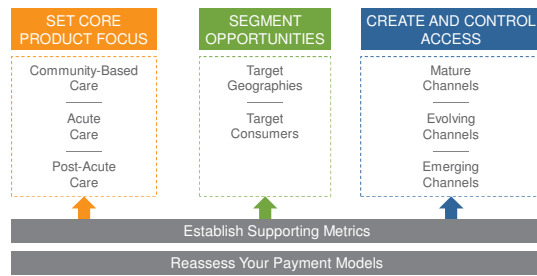 SET CORE
PRODUCT FOCUS
Community-Based
Care
Acute
Care
Post-Acute
Care
SEGMENT
OPPORTUNITIES
Target
Geographies
Target
Consumers
CREATE AND CONTROL
ACCESS
Mature
Channels
Evolving
Channels
Emerging
Channels
Establish Supporting Metrics
Reassess Your Payment Models